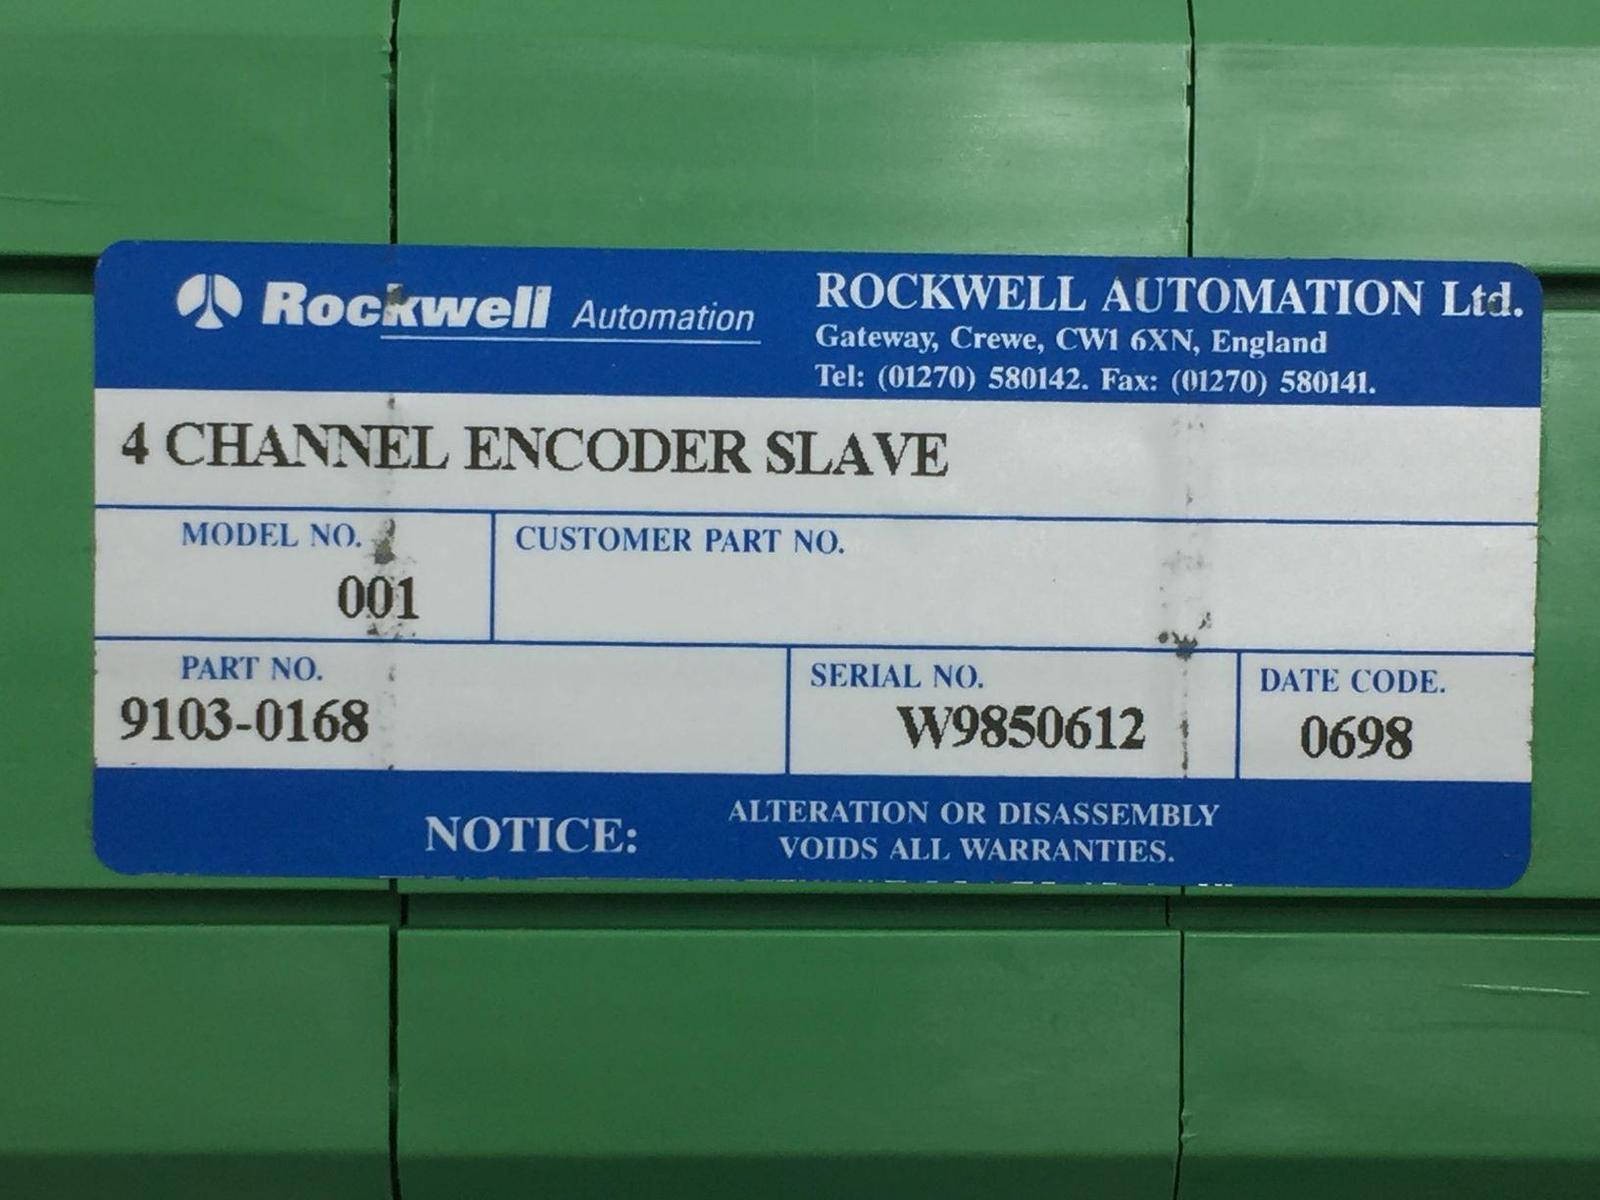 Rockwell Automation
ROCKWELL AUTOMATION Ltd.
Gateway, Crewe, CW1 6XN, England
Tel: (01270) 580142. Fax: (01270) 580141.
4 CHANNEL ENCODER SLAVE
MODEL NO.
001
CUSTOMER PART NO.
PART NO.
9103-0168
SERIAL NO.
W9850612
DATE CODE.
0698
NOTICE:
ALTERATION OR DISASSEMBLY
VOIDS ALL WARRANTIES.